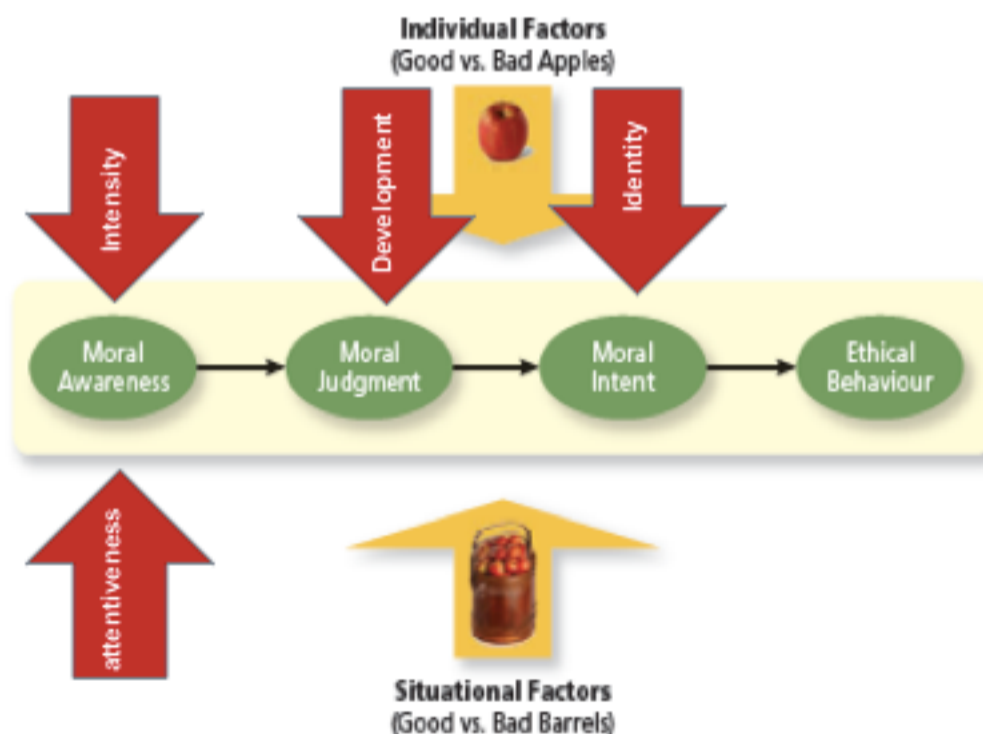 Individual Factors
(Good vs. Bad Apples)
Intensity
Development
Identity
Moral
Awareness
Moral
Judgment
Moral
Intent
Ethical
Behaviour
attentiveness
Situational Factors
(Good vs. Bad Barrels)